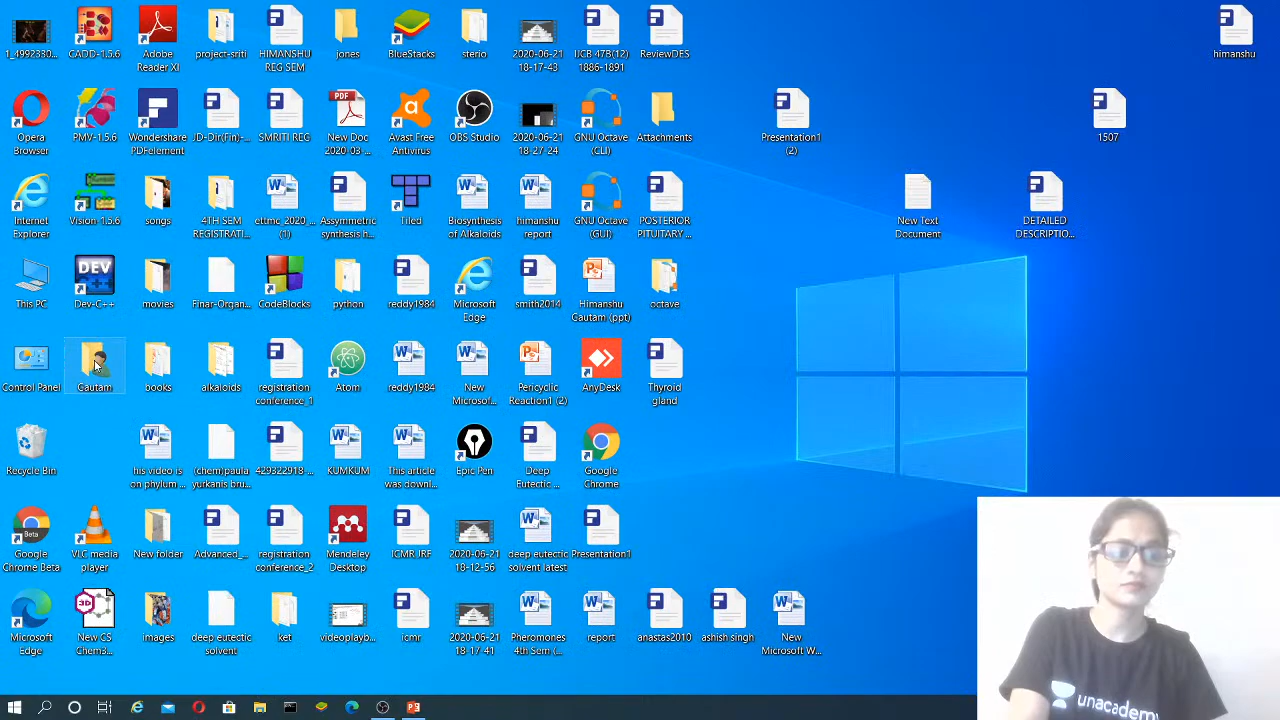 1_4992330...
CADD-1.5.6
Adobe
Reader XI
project-sriti
HIMANSHU
REG SEM
jones
BlueStacks
sterio
2020-06-21
18-17-43
IJCB 47B(12)
1886-1891
ReviewDES
himanshu
Opera
Browser
PMV-1.5.6
Wondershare
PDFelement
JD-Dir(Fin)-...
SMRITI REG
PDF
New Doc
2020-03-...
Avast Free
Antivirus
OBS Studio
2020-06-21
18-27-24
GNU Octave
(CLI)
Attachments
Presentation1
(2)
1507
Internet
Explorer
Vision-1.5.6
songs
4TH SEM
REGISTRATI...
ettmc_2020_...
(1)
Assymmetric
synthesis h...
Tiled
Biosynthesis
of Alkaloids
himanshu
report
GNU Octave
(GUI)
POSTERIOR
PITUITARY ...
New Text
Document
DETAILED
DESCRIPTIO...
This PC
DEV
Dev-C++
movies
Finar-Organ...
CodeBlocks
python
reddy1984
Microsoft
Edge
smith2014
Himanshu
Gautam (ppt)
octave
Control Panel
Gautam
books
alkaloids
registration
conference_1
Atom
reddy1984
New
Microsof...
Pericyclic
Reaction1 (2)
AnyDesk
Thyroid
gland
Recycle Bin
his video is
on phylum ...
(chem)paula
yurkanis bru...
429322918-...
KUMKUM
This article
was downl...
Epic Pen
Deep
Eutectic ...
Google
Chrome
Beta
Google
Chrome Beta
VLC media
player
New folder
Advanced_...
registration
conference_2
Mendeley
Desktop
ICMR JRF
2020-06-21
18-12-56
deep eutectic
solvent latest
Presentation1
Microsoft
Edge
3D
New CS
Chem3...
images
deep eutectic
solvent
ket
videoplayb...
icmr
2020-06-21
18-17-41
Pheromones
4th Sem (...
report
anastas2010
ashish singh
New
Microsoft W...
unacademy